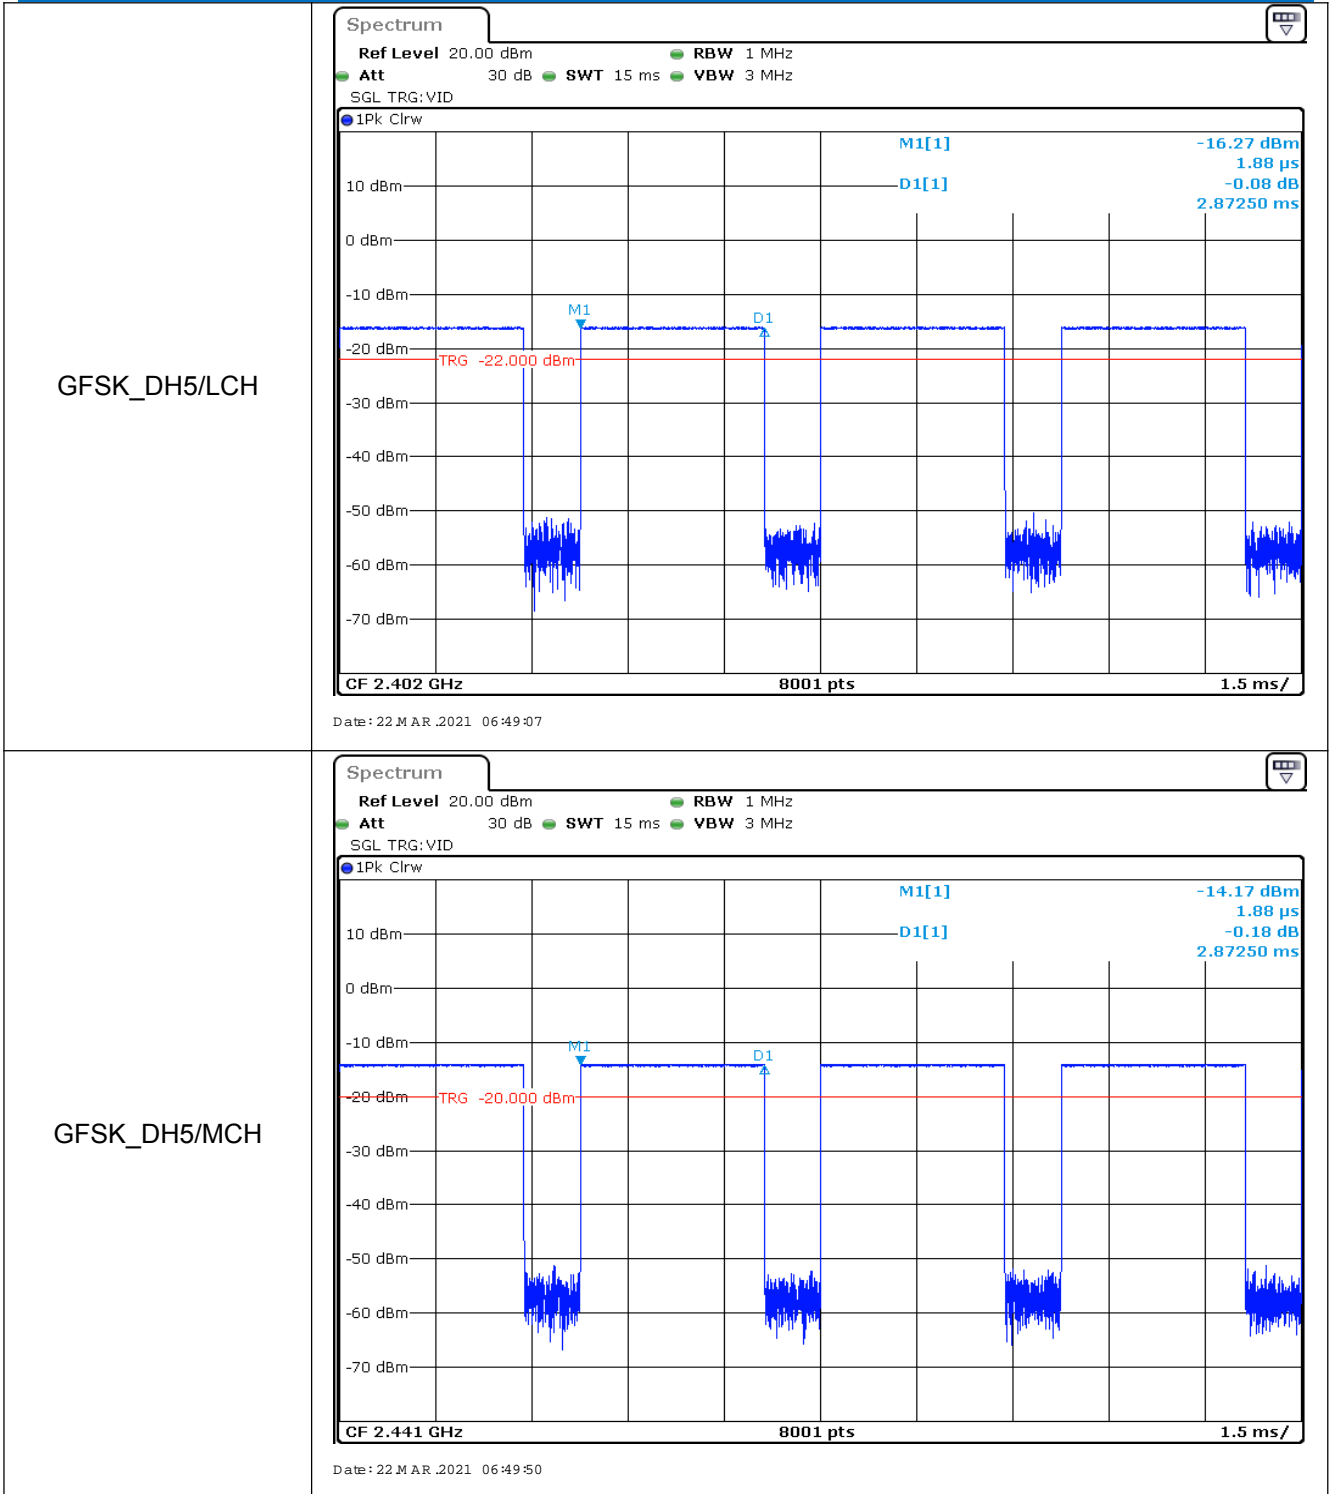 GFSK_DH5/LCH
Spectrum
Ref Level 20.00 dBm RBW 1 MHz
Att 30 dB SWT 15 ms VBW 3 MHz
SGL TRG:VID
1Pk Clrw
M1[1] -16.27 dBm
1.88 µs
10 dBm D1[1] -0.08 dB
2.87250 ms
0 dBm
-10 dBm
M1
D1
-20 dBm
TRG -22.000 dBm
-30 dBm
-40 dBm
-50 dBm
-60 dBm
-70 dBm
CF 2.402 GHz 8001 pts 1.5 ms/
Date: 22.MAR.2021 06:49:07
GFSK_DH5/MCH
Spectrum
Ref Level 20.00 dBm RBW 1 MHz
Att 30 dB SWT 15 ms VBW 3 MHz
SGL TRG:VID
1Pk Clrw
M1[1] -14.17 dBm
1.88 µs
10 dBm D1[1] -0.18 dB
2.87250 ms
0 dBm
-10 dBm
M1
D1
-20 dBm TRG -20.000 dBm
-30 dBm
-40 dBm
-50 dBm
-60 dBm
-70 dBm
CF 2.441 GHz 8001 pts 1.5 ms/
Date: 22.MAR.2021 06:49:50